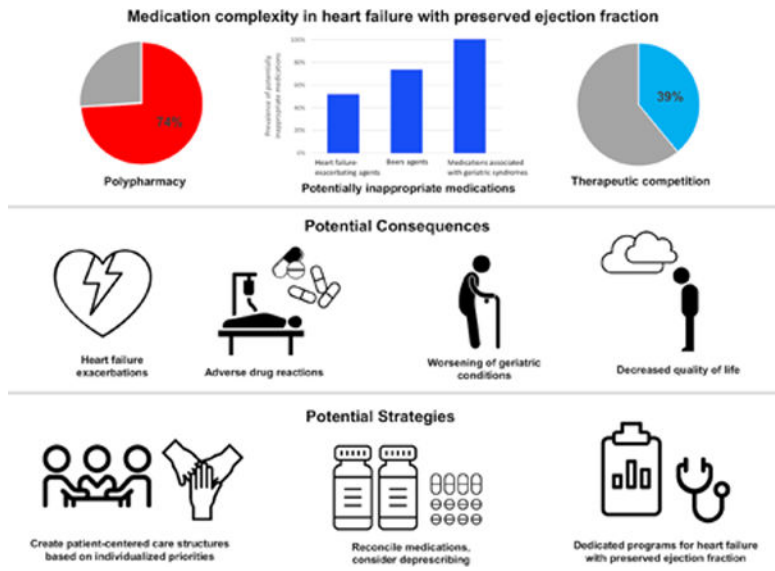 Medication complexity in heart failure with preserved ejection fraction
74%
Polypharmacy
Prevalence of potentially
inappropriate medications
100%
80%
60%
40%
20%
0%
Heart failure-
exacerbating agents
Beers agents
Medications associated
with geriatric syndromes
Potentially inappropriate medications
39%
Therapeutic competition
Potential Consequences
Heart failure
exacerbations
Adverse drug reactions
Worsening of geriatric
conditions
Decreased quality of life
Potential Strategies
Create patient-centered care structures
based on individualized priorities
Reconcile medications,
consider deprescribing
Dedicated programs for heart failure
with preserved ejection fraction